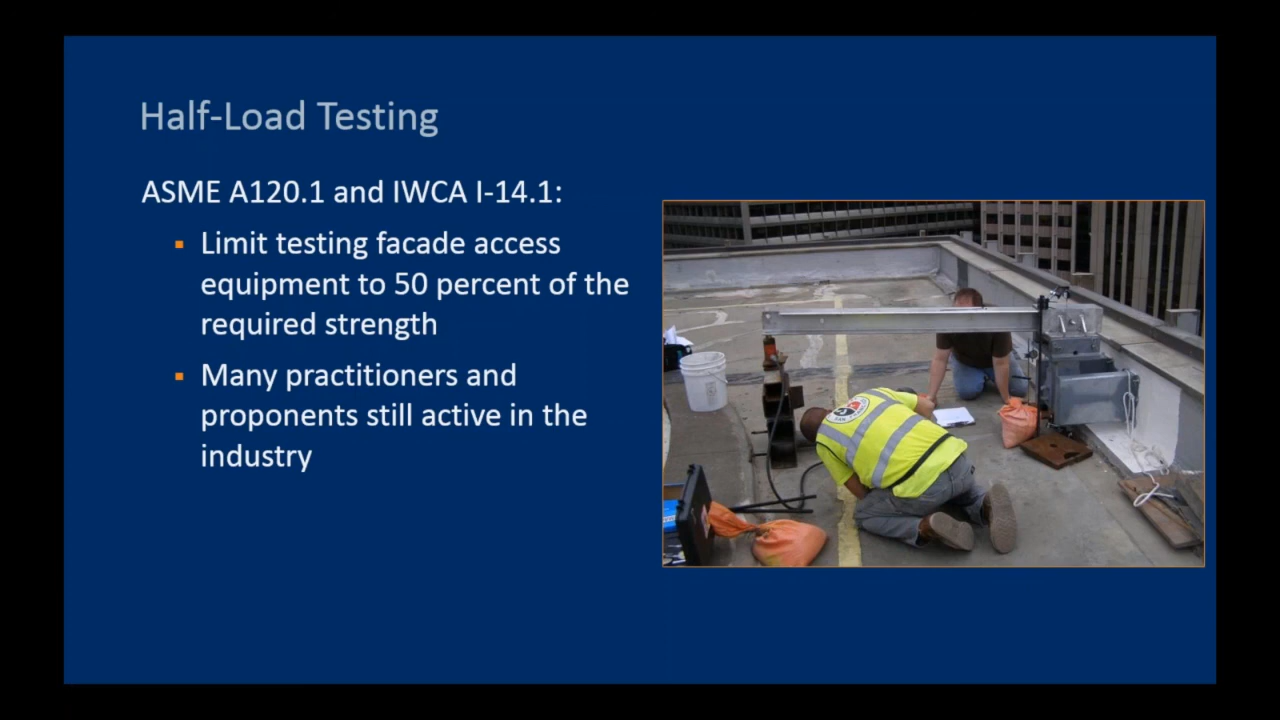 Half-Load Testing
ASME A120.1 and IWCA I-14.1:
▪ Limit testing facade access
equipment to 50 percent of the
required strength
▪ Many practitioners and
proponents still active in the
industry